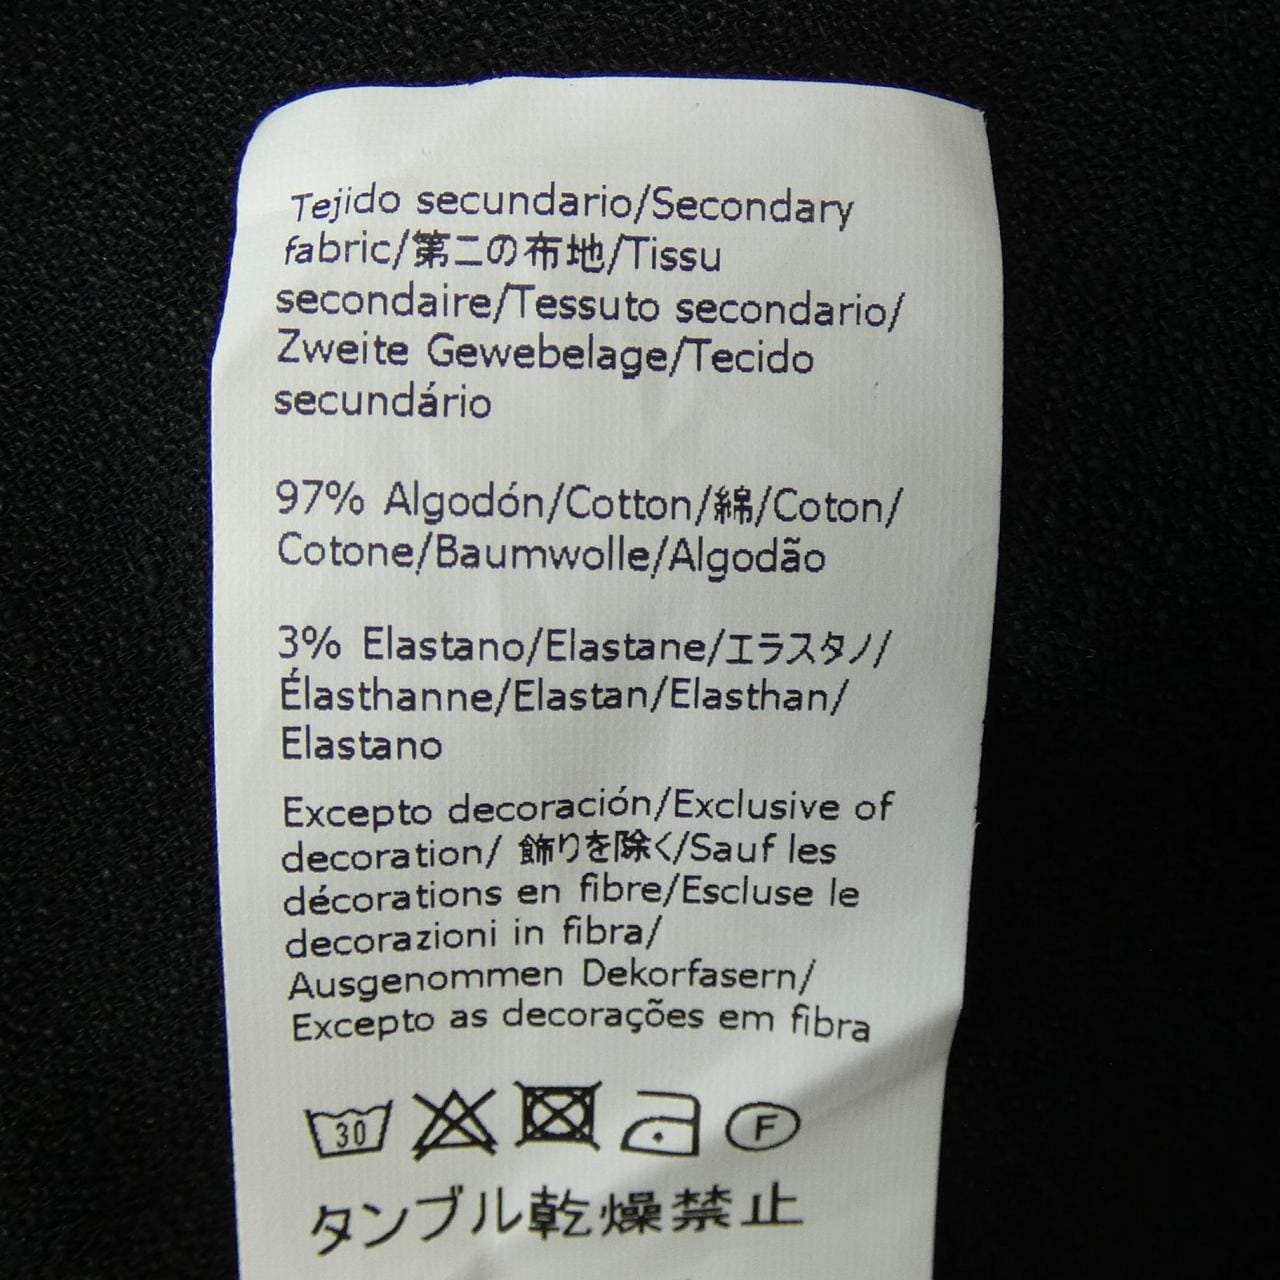 Tejido secundario/Secondary
fabric/第二の布地/Tissu
secondaire/Tessuto secondario/
Zweite Gewebelage/Tecido
secundário
97% Algodón/Cotton/綿/Coton/
Cotone/Baumwolle/Algodão
3% Elastano/Elastane/エラスタノ/
Élasthanne/Elastan/Elasthan/
Elastano
Excepto decoración/Exclusive of
decoration/ 飾りを除く/Sauf les
décorations en fibre/Escluse le
decorazioni in fibra/
Ausgenommen Dekorfasern/
Excepto as decorações em fibra
30 F
タンブル乾燥禁止